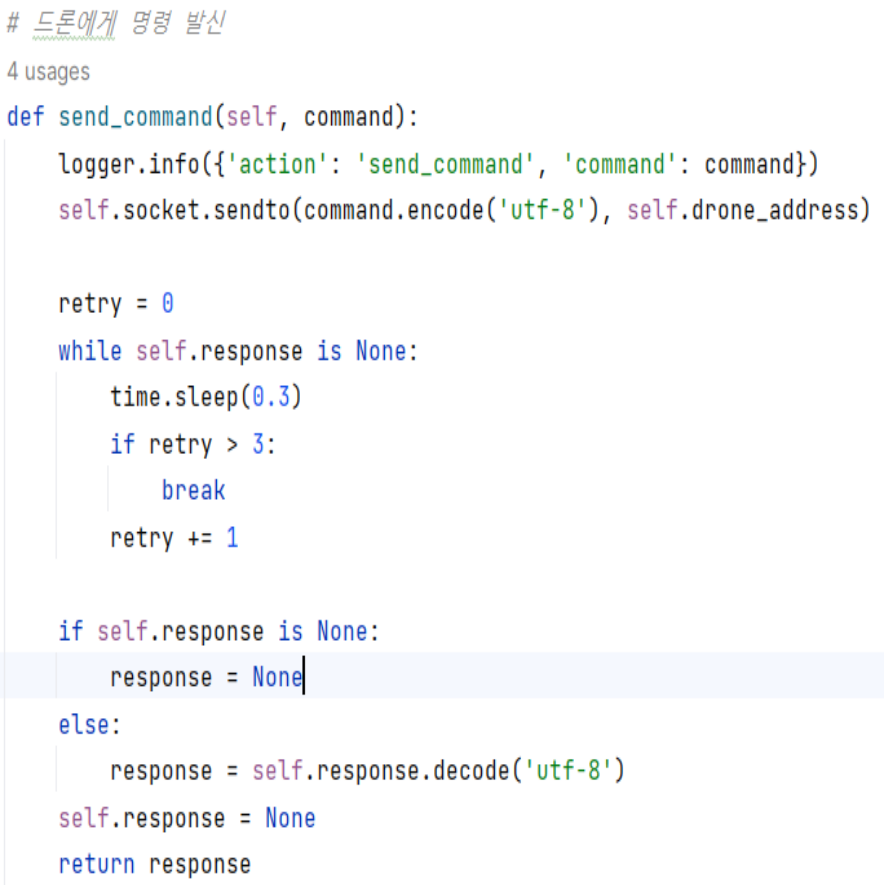 # 드론에게 명령 발신
4 usages
def send_command(self, command):
    logger.info({'action': 'send_command', 'command': command})
    self.socket.sendto(command.encode('utf-8'), self.drone_address)

    retry = 0
    while self.response is None:
        time.sleep(0.3)
        if retry > 3:
            break
        retry += 1

    if self.response is None:
        response = None
    else:
        response = self.response.decode('utf-8')
    self.response = None
    return response